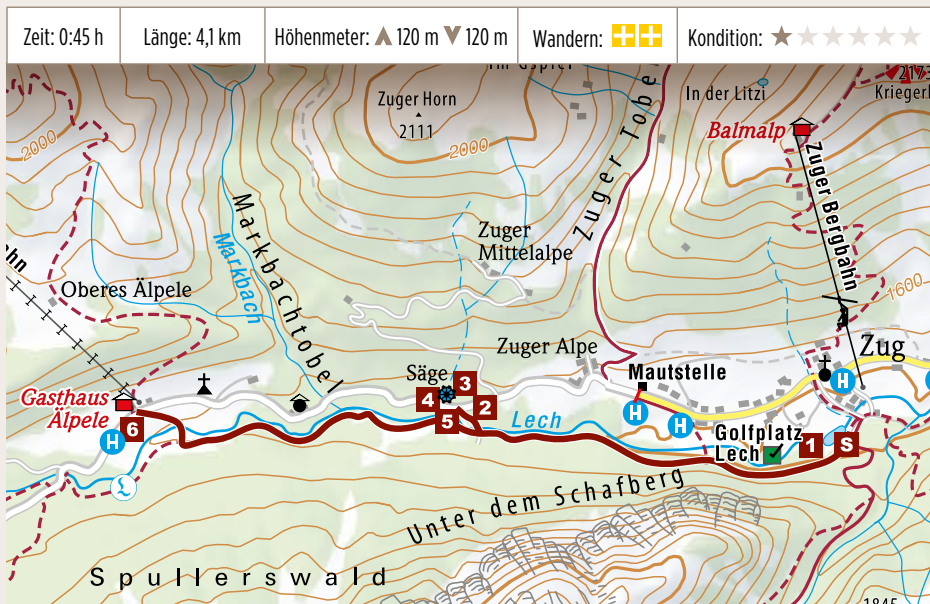 Zeit: 0:45 h
Länge: 4,1 km
Höhenmeter: 120 m 120 m
Wandern:
Kondition:
2173
In der Litzi
Zuger Horn
2111
2000
2000
Zuger Tobel
Balmalp
Zuger Bergbahn
Markbachtobel
Markbach
Zuger
Mittelalpe
Oberes Älpele
1600
Zuger Alpe
Zug
Mautstelle
Säge
3
4
2
5
Gasthaus
Älpele
6
H
H
H
H
Lech
Golfplatz
Lech
1
S
Unter dem Schafberg
Spullerswald